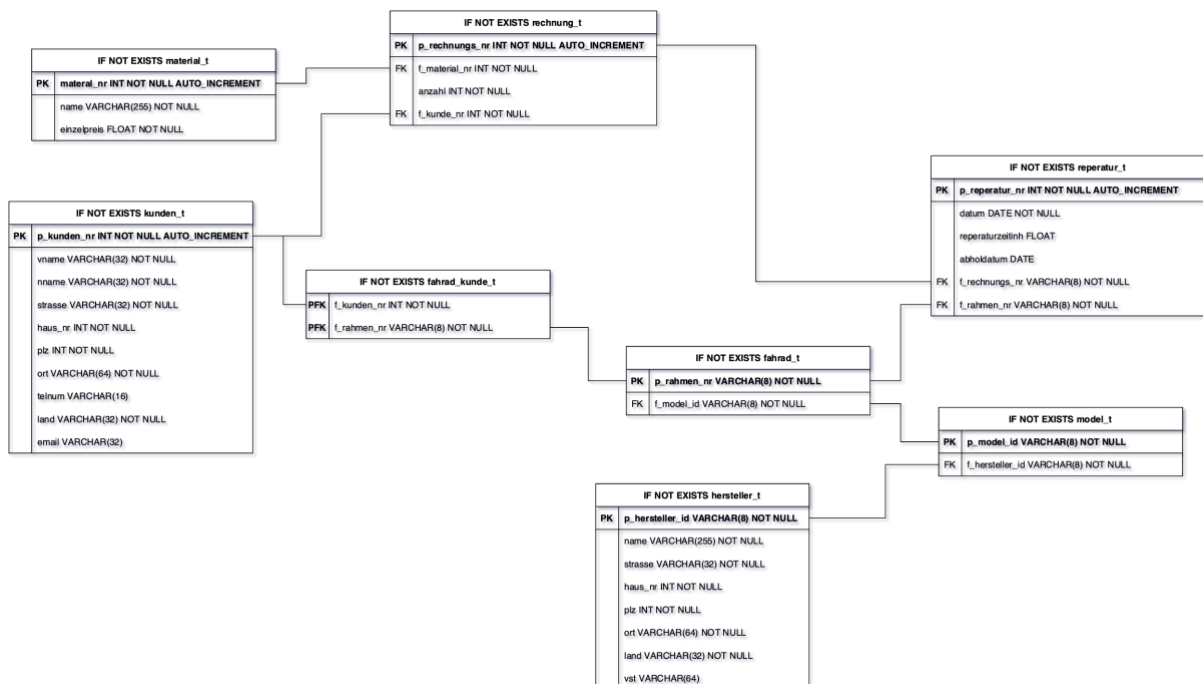 IF NOT EXISTS rechnung_t
PK p_rechnungs_nr INT NOT NULL AUTO_INCREMENT
FK f_material_nr INT NOT NULL
anzahl INT NOT NULL
FK f_kunde_nr INT NOT NULL
IF NOT EXISTS material_t
PK materal_nr INT NOT NULL AUTO_INCREMENT
name VARCHAR(255) NOT NULL
einzelpreis FLOAT NOT NULL
IF NOT EXISTS reperatur_t
PK p_reperatur_nr INT NOT NULL AUTO_INCREMENT
datum DATE NOT NULL
reperaturzeitinh FLOAT
abholdatum DATE
FK f_rechnungs_nr VARCHAR(8) NOT NULL
FK f_rahmen_nr VARCHAR(8) NOT NULL
IF NOT EXISTS kunden_t
PK p_kunden_nr INT NOT NULL AUTO_INCREMENT
vname VARCHAR(32) NOT NULL
nname VARCHAR(32) NOT NULL
strasse VARCHAR(32) NOT NULL
haus_nr INT NOT NULL
plz INT NOT NULL
ort VARCHAR(64) NOT NULL
telnum VARCHAR(16)
land VARCHAR(32) NOT NULL
email VARCHAR(32)
IF NOT EXISTS fahrad_kunde_t
PFK f_kunden_nr INT NOT NULL
PFK f_rahmen_nr VARCHAR(8) NOT NULL
IF NOT EXISTS fahrad_t
PK p_rahmen_nr VARCHAR(8) NOT NULL
FK f_model_id VARCHAR(8) NOT NULL
IF NOT EXISTS model_t
PK p_model_id VARCHAR(8) NOT NULL
FK f_hersteller_id VARCHAR(8) NOT NULL
IF NOT EXISTS hersteller_t
PK p_hersteller_id VARCHAR(8) NOT NULL
name VARCHAR(255) NOT NULL
strasse VARCHAR(32) NOT NULL
haus_nr INT NOT NULL
plz INT NOT NULL
ort VARCHAR(64) NOT NULL
land VARCHAR(32) NOT NULL
vst VARCHAR(64)